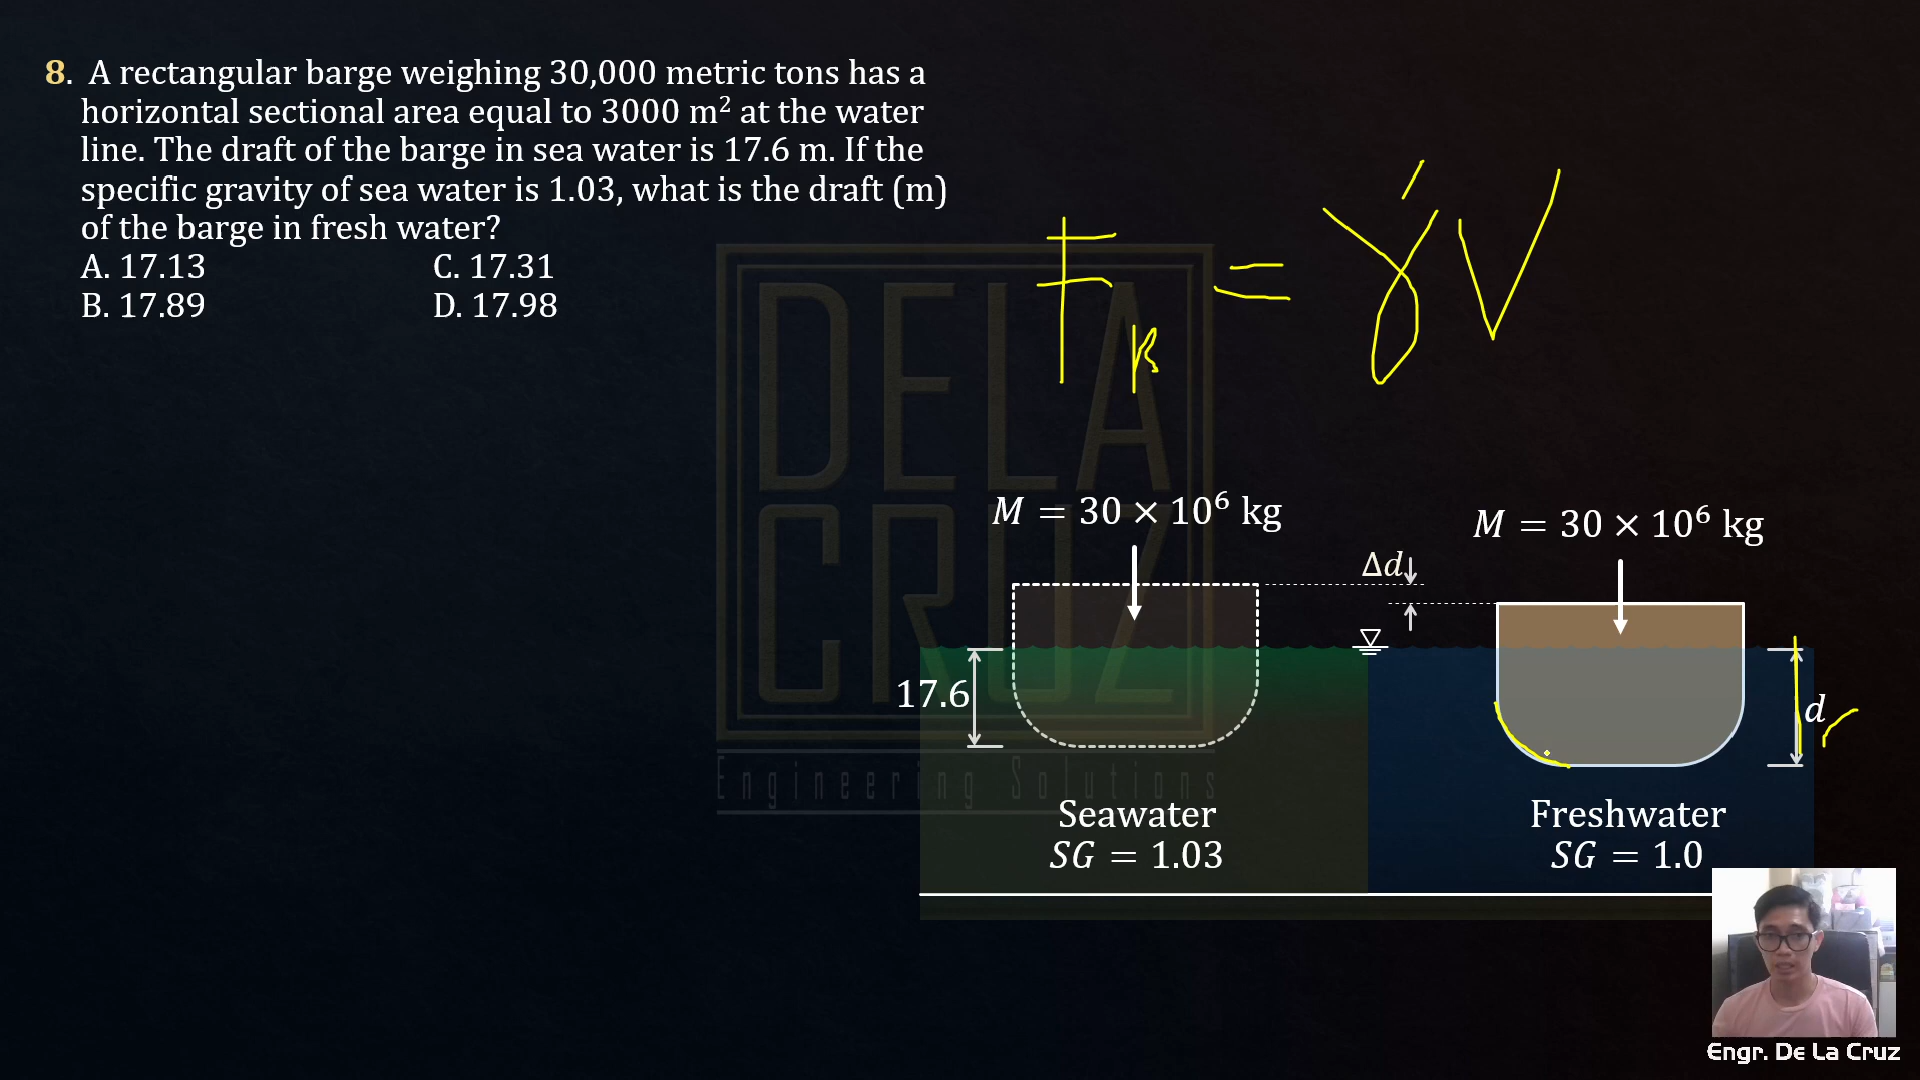 8. A rectangular barge weighing 30,000 metric tons has a
horizontal sectional area equal to 3000 m² at the water
line. The draft of the barge in sea water is 17.6 m. If the
specific gravity of sea water is 1.03, what is the draft (m)
of the barge in fresh water?
A. 17.13 C. 17.31
B. 17.89 D. 17.98
F_B = γV
DELA
CRUZ
Engineering Solutions
M = 30 × 10⁶ kg
M = 30 × 10⁶ kg
Δd
17.6
d
Seawater
SG = 1.03
Freshwater
SG = 1.0
Engr. De La Cruz